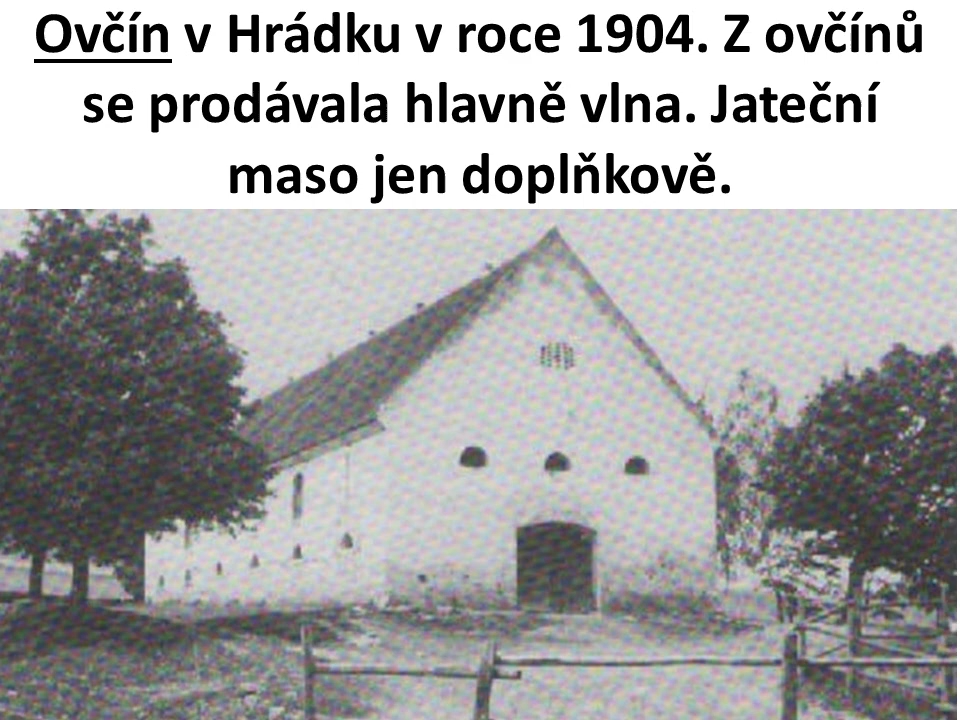 Ovčín v Hrádku v roce 1904. Z ovčínů
se prodávala hlavně vlna. Jateční
maso jen doplňkově.